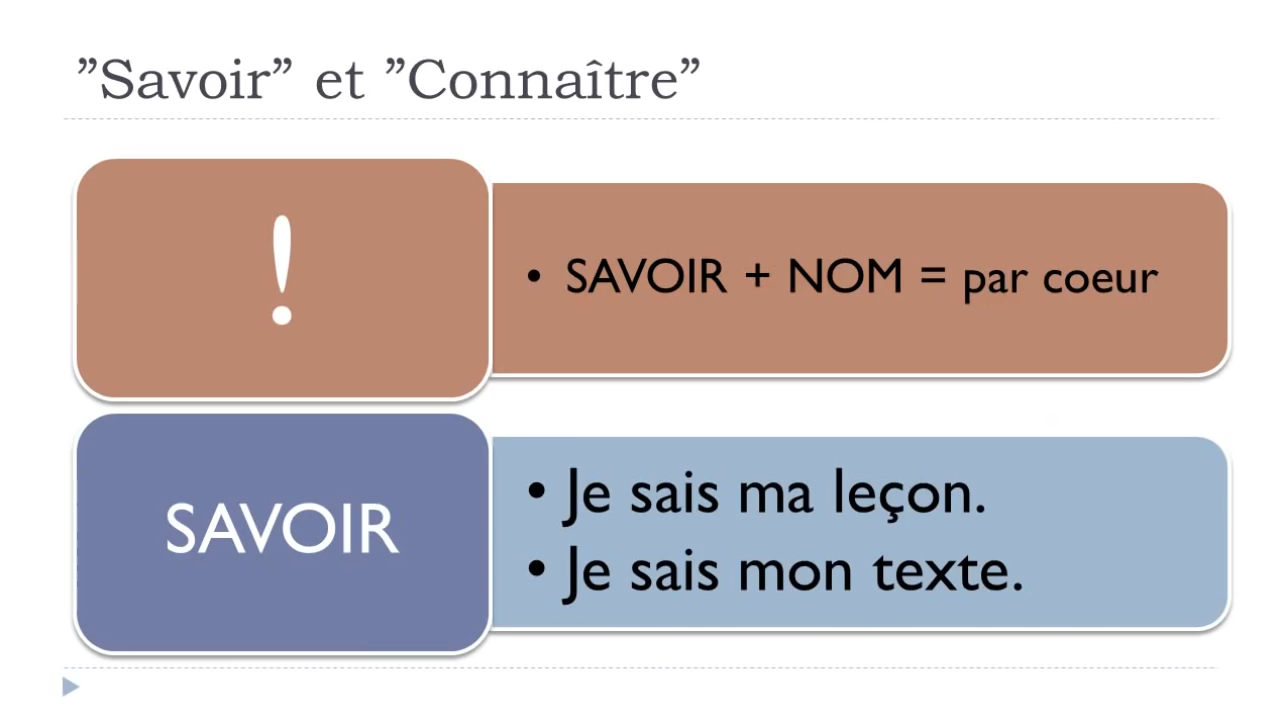 ”Savoir” et ”Connaître”
!
• SAVOIR + NOM = par coeur
SAVOIR
• Je sais ma leçon.
• Je sais mon texte.